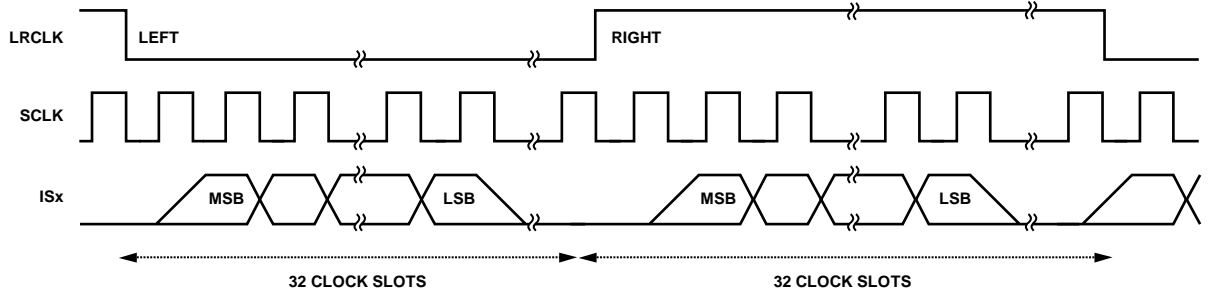 LRCLK
LEFT
RIGHT
SCLK
ISx
MSB
LSB
MSB
LSB
32 CLOCK SLOTS
32 CLOCK SLOTS